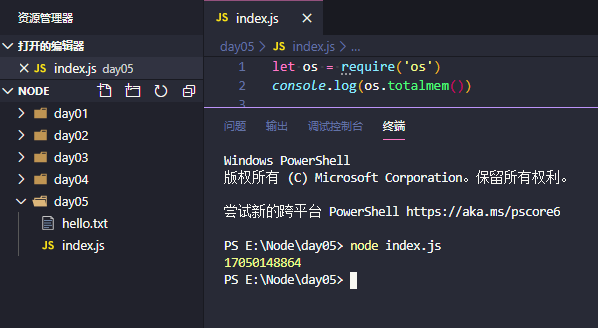 资源管理器
打开的编辑器
JS index.js day05
NODE
day01
day02
day03
day04
day05
hello.txt
JS index.js
JS index.js
day05 > JS index.js > ...
1 let os = require('os')
2 console.log(os.totalmem())
3
问题 输出 调试控制台 终端
Windows PowerShell
版权所有 (C) Microsoft Corporation。保留所有权利。
尝试新的跨平台 PowerShell https://aka.ms/pscore6
PS E:\Node\day05> node index.js
17050148864
PS E:\Node\day05>